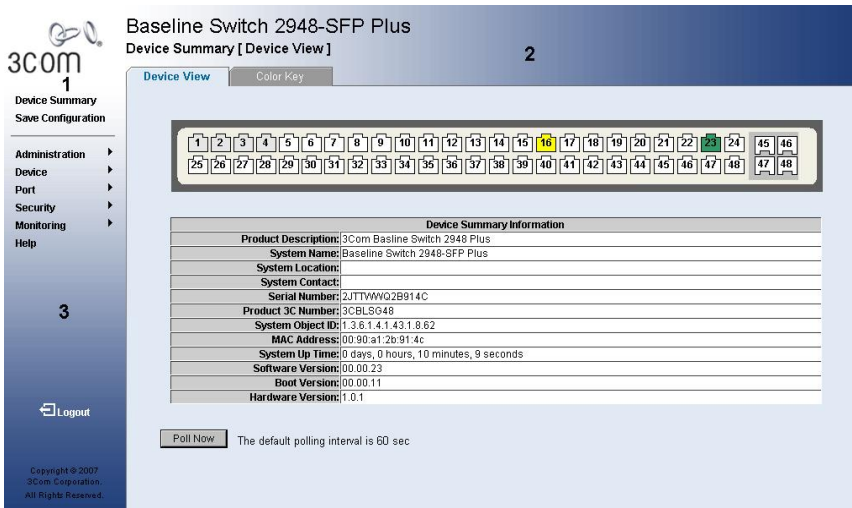 3COM
1
Device Summary
Save Configuration
Administration
Device
Port
Security
Monitoring
Help
3
Logout
Copyright © 2007
3Com Corporation.
All Rights Reserved.
Baseline Switch 2948-SFP Plus
Device Summary [ Device View ]
2
Device View Color Key
1 2 3 4 5 6 7 8 9 10 11 12 13 14 15 16 17 18 19 20 21 22 23 24 45 46
25 26 27 28 29 30 31 32 33 34 35 36 37 38 39 40 41 42 43 44 45 46 47 48 47 48
Device Summary Information
Product Description: 3Com Basline Switch 2948 Plus
System Name: Baseline Switch 2948-SFP Plus
System Location:
System Contact:
Serial Number: 2JTTWWQ2B914C
Product 3C Number: 3CBLSG48
System Object ID: 1.3.6.1.4.1.43.1.8.62
MAC Address: 00:90:a1:2b:91:4c
System Up Time: 0 days, 0 hours, 10 minutes, 9 seconds
Software Version: 00.00.23
Boot Version: 00.00.11
Hardware Version: 1.0.1
Poll Now The default polling interval is 60 sec